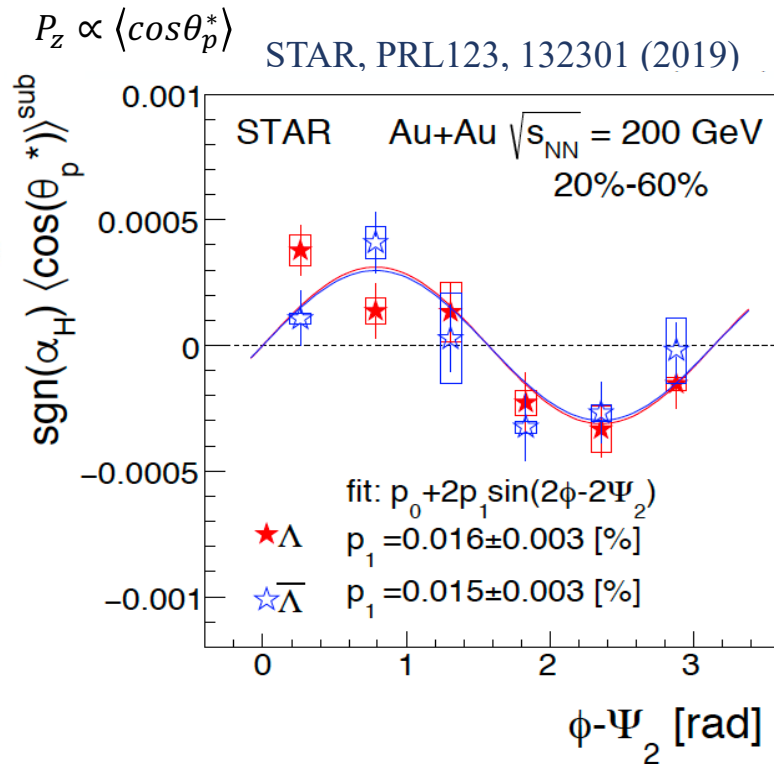 P_z ∝ ⟨cosθ_p^*⟩
STAR, PRL123, 132301 (2019)
sgn(α_H) ⟨cos(θ_p*)⟩^sub
0.001
0.0005
0
−0.0005
−0.001
STAR Au+Au √s_NN = 200 GeV
20%-60%
fit: p_0+2p_1sin(2ϕ-2Ψ_2)
★Λ p_1=0.016±0.003 [%]
☆Λ̅ p_1=0.015±0.003 [%]
0 1 2 3
ϕ-Ψ_2 [rad]